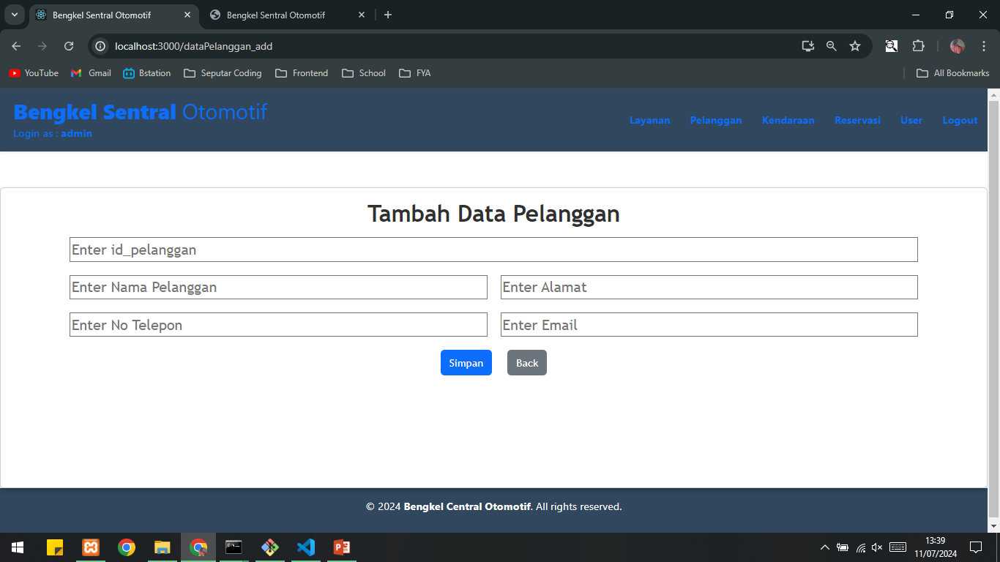 Bengkel Sentral Otomotif
Bengkel Sentral Otomotif
localhost:3000/dataPelanggan_add
YouTube Gmail Bstation Seputar Coding Frontend School FYA All Bookmarks
Bengkel Sentral Otomotif
Login as : admin
Layanan Pelanggan Kendaraan Reservasi User Logout
Tambah Data Pelanggan
Enter id_pelanggan
Enter Nama Pelanggan Enter Alamat
Enter No Telepon Enter Email
Simpan Back
© 2024 Bengkel Central Otomotif. All rights reserved.
13:39
11/07/2024